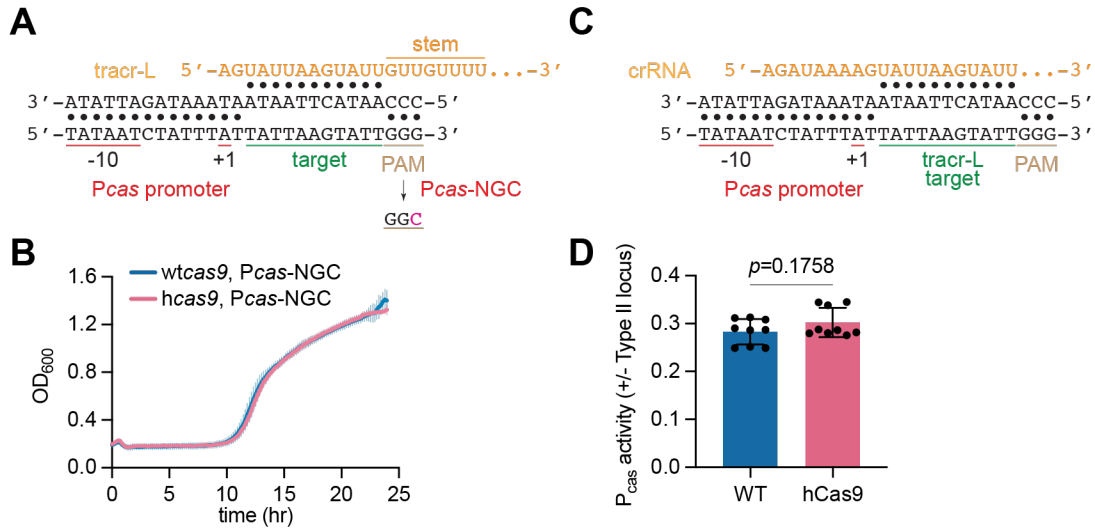 A
stem
tracr-L 5′-AGUAUUAAGUAUUGUUGUUUU...-3′
3′-ATATTAGATAAATAATAATTCATAACCC-5′
5′-TATAATCTATTTATTATTAAGTATTGGG-3′
-10 +1 target PAM
Pcas promoter Pcas-NGC
GGC
B
wtcas9, Pcas-NGC
hcas9, Pcas-NGC
OD600
1.6
1.2
0.8
0.4
0.0
0 5 10 15 20 25
time (hr)
C
crRNA 5′-AGAUAAAAGUAUUAAGUAUU...-3′
3′-ATATTAGATAAATAATAATTCATAACCC-5′
5′-TATAATCTATTTATTATTAAGTATTGGG-3′
-10 +1 tracr-L target PAM
Pcas promoter
D
p=0.1758
Pcas activity (+/- Type II locus)
0.4
0.3
0.2
0.1
0.0
WT hCas9